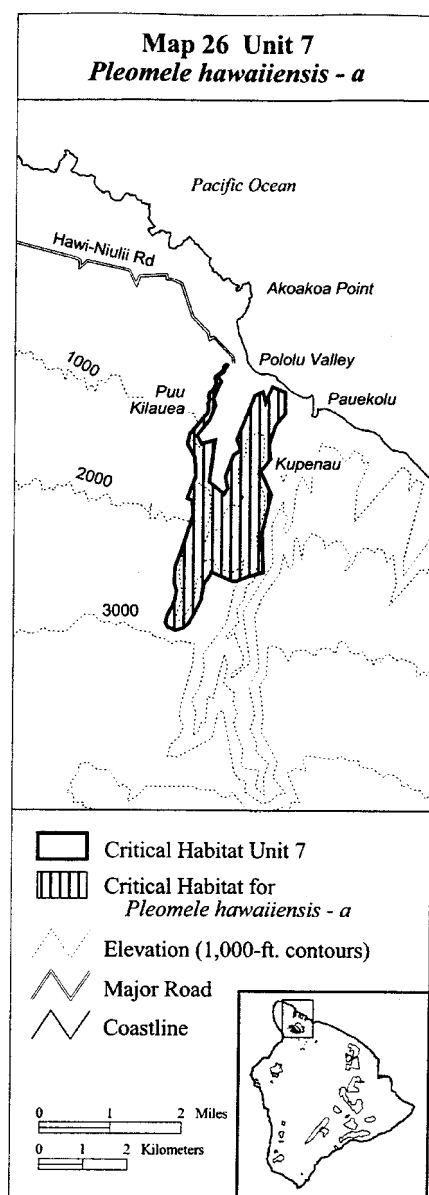 Map 26 Unit 7
Pleomele hawaiiensis - a
Pacific Ocean
Hawi-Niulii Rd
Akoakoa Point
1000
Pololu Valley
Puu
Kilauea
Pauekolu
Kupenau
2000
3000
Critical Habitat Unit 7
Critical Habitat for
Pleomele hawaiiensis - a
Elevation (1,000-ft. contours)
Major Road
Coastline
0 1 2 Miles
0 1 2 Kilometers